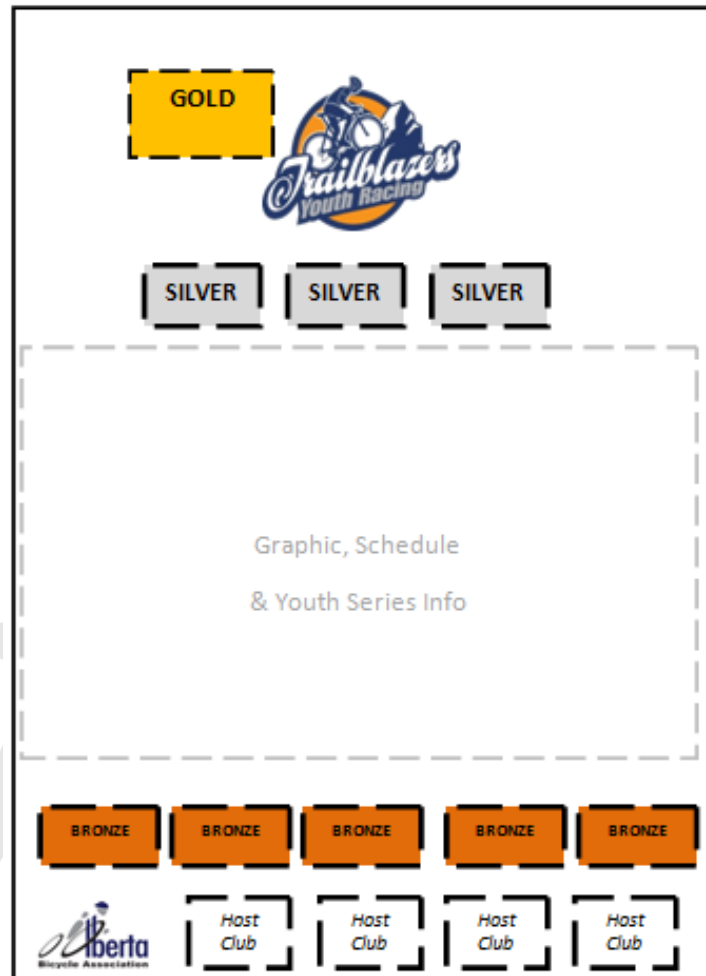 GOLD
Trailblazers
Youth Racing
SILVER SILVER SILVER
Graphic, Schedule
& Youth Series Info
BRONZE BRONZE BRONZE BRONZE BRONZE
Alberta
Bicycle Association
Host Club
Host Club
Host Club
Host Club